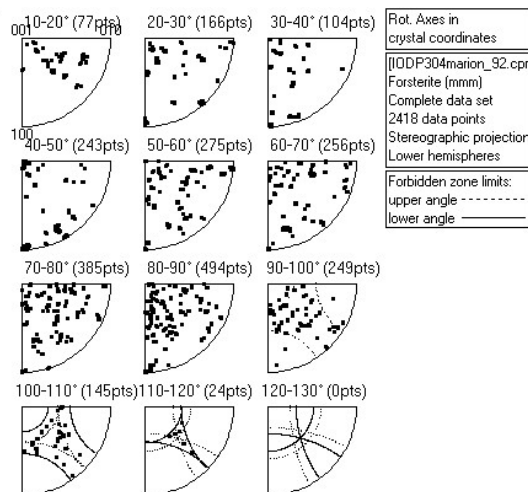 10-20° (77pts)
20-30° (166pts)
30-40° (104pts)
001
010
100
40-50° (243pts)
50-60° (275pts)
60-70° (256pts)
70-80° (385pts)
80-90° (494pts)
90-100° (249pts)
100-110° (145pts)
110-120° (24pts)
120-130° (0pts)
Rot. Axes in
crystal coordinates
[IODP304marion_92.cpr
Forsterite (mmm)
Complete data set
2418 data points
Stereographic projection
Lower hemispheres
Forbidden zone limits:
upper angle
lower angle